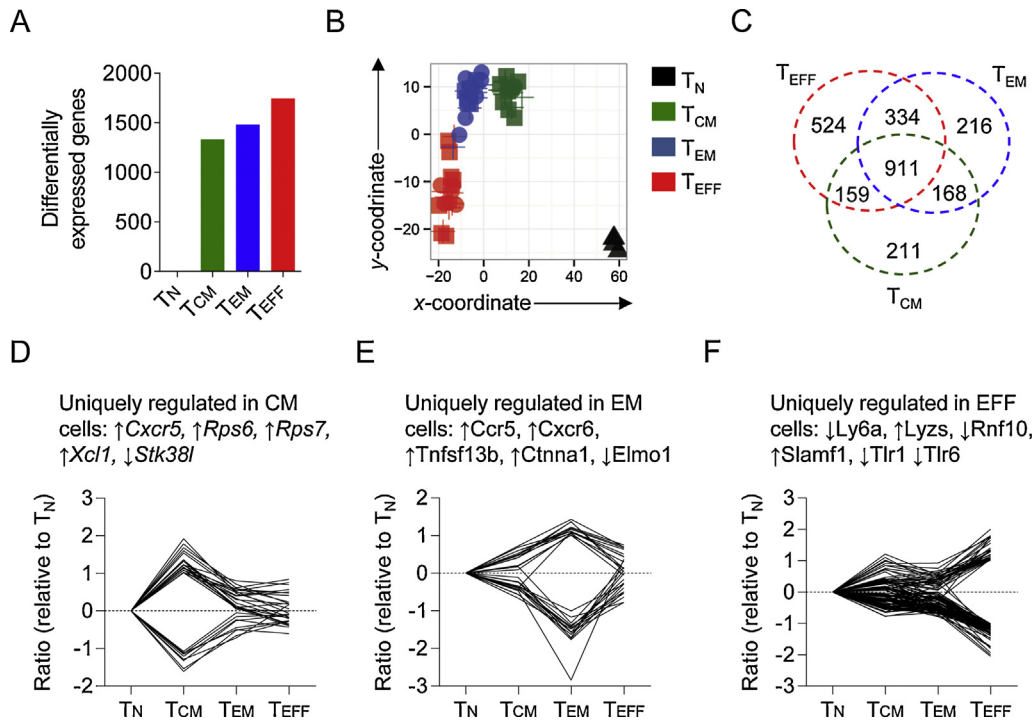 A
Differentially
expressed genes
2000
1500
1000
500
0
TN
TCM
TEM
TEFF
B
y-coodrinate
10
0
-10
-20
-20
0
20
40
60
x-coordinate
TN
TCM
TEM
TEFF
C
TEFF
TEM
524
334
216
911
159
168
211
TCM
D
Uniquely regulated in CM
cells: ↑Cxcr5, ↑Rps6, ↑Rps7,
↑Xcl1, ↓Stk38l
Ratio (relative to TN)
3
2
1
0
-1
-2
TN TCM TEM TEFF
E
Uniquely regulated in EM
cells: ↑Ccr5, ↑Cxcr6,
↑Tnfsf13b, ↑Ctnna1, ↓Elmo1
Ratio (relative to TN)
2
1
0
-1
-2
-3
TN TCM TEM TEFF
F
Uniquely regulated in EFF
cells: ↓Ly6a, ↑Lyzs, ↓Rnf10,
↑Slamf1, ↓Tlr1 ↓Tlr6
Ratio (relative to TN)
3
2
1
0
-1
-2
-3
TN TCM TEM TEFF